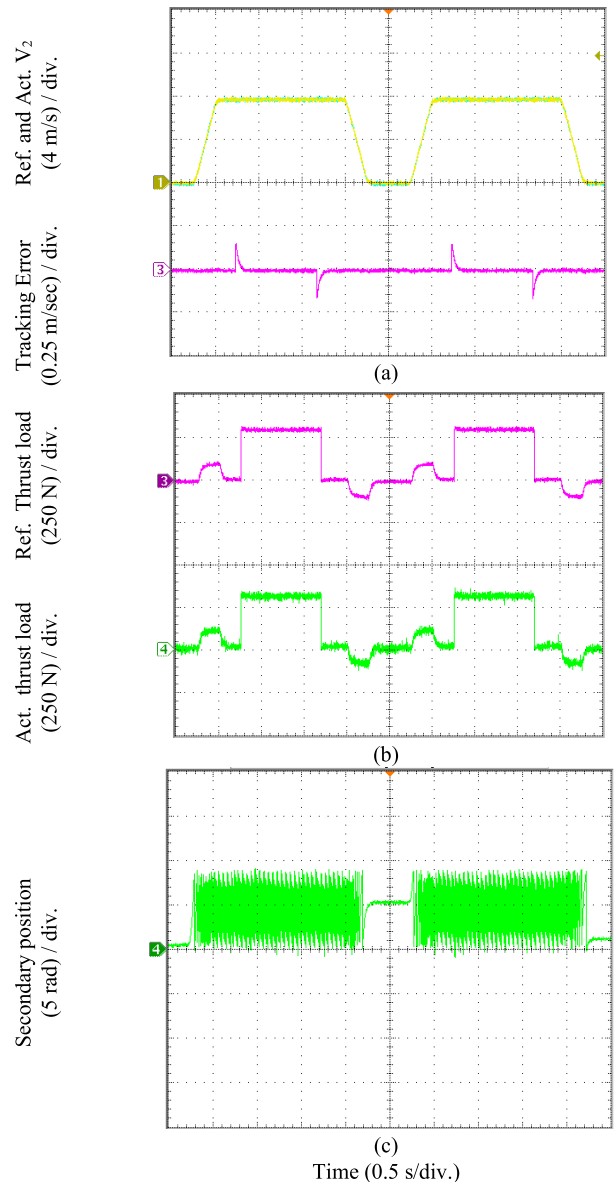 Ref. and Act. V₂
(4 m/s) / div.
1
Tracking Error
(0.25 m/sec) / div.
3
(a)
Ref. Thrust load
(250 N) / div.
3
Act. thrust load
(250 N) / div.
4
(b)
Secondary position
(5 rad) / div.
4
(c)
Time (0.5 s/div.)